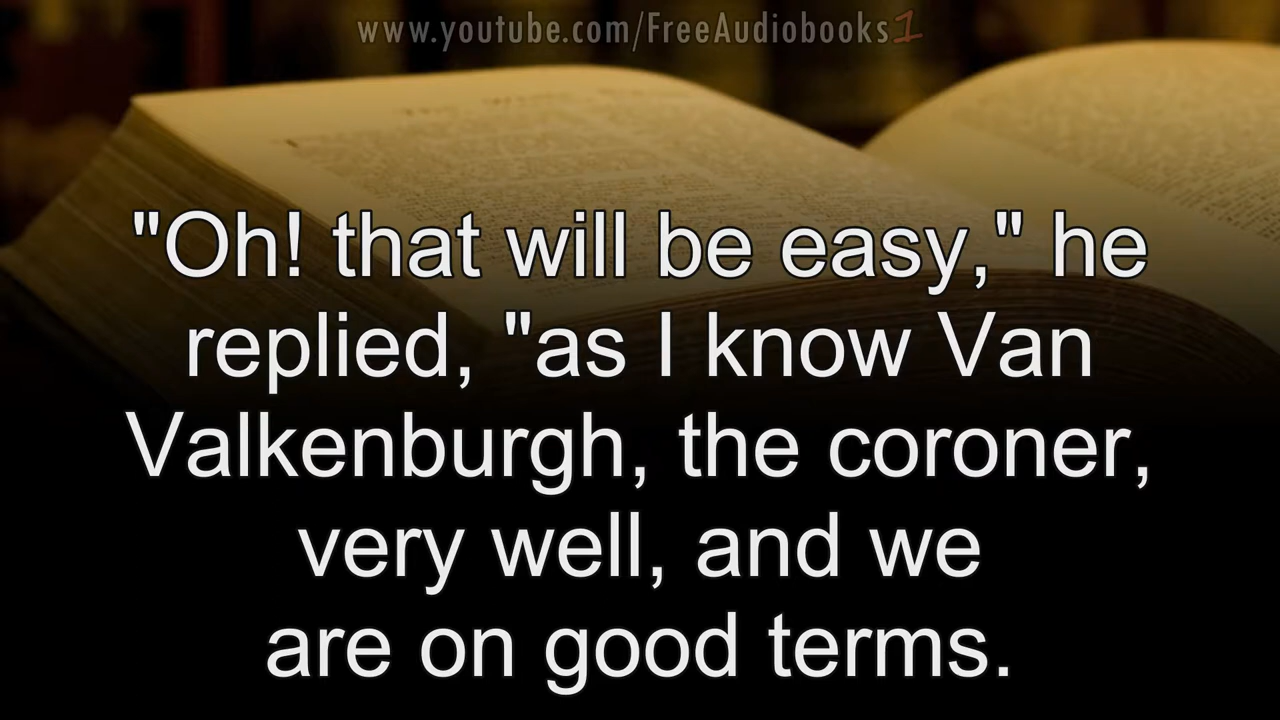 www.youtube.com/FreeAudiobooks1
"Oh! that will be easy," he
replied, "as I know Van
Valkenburgh, the coroner,
very well, and we
are on good terms.